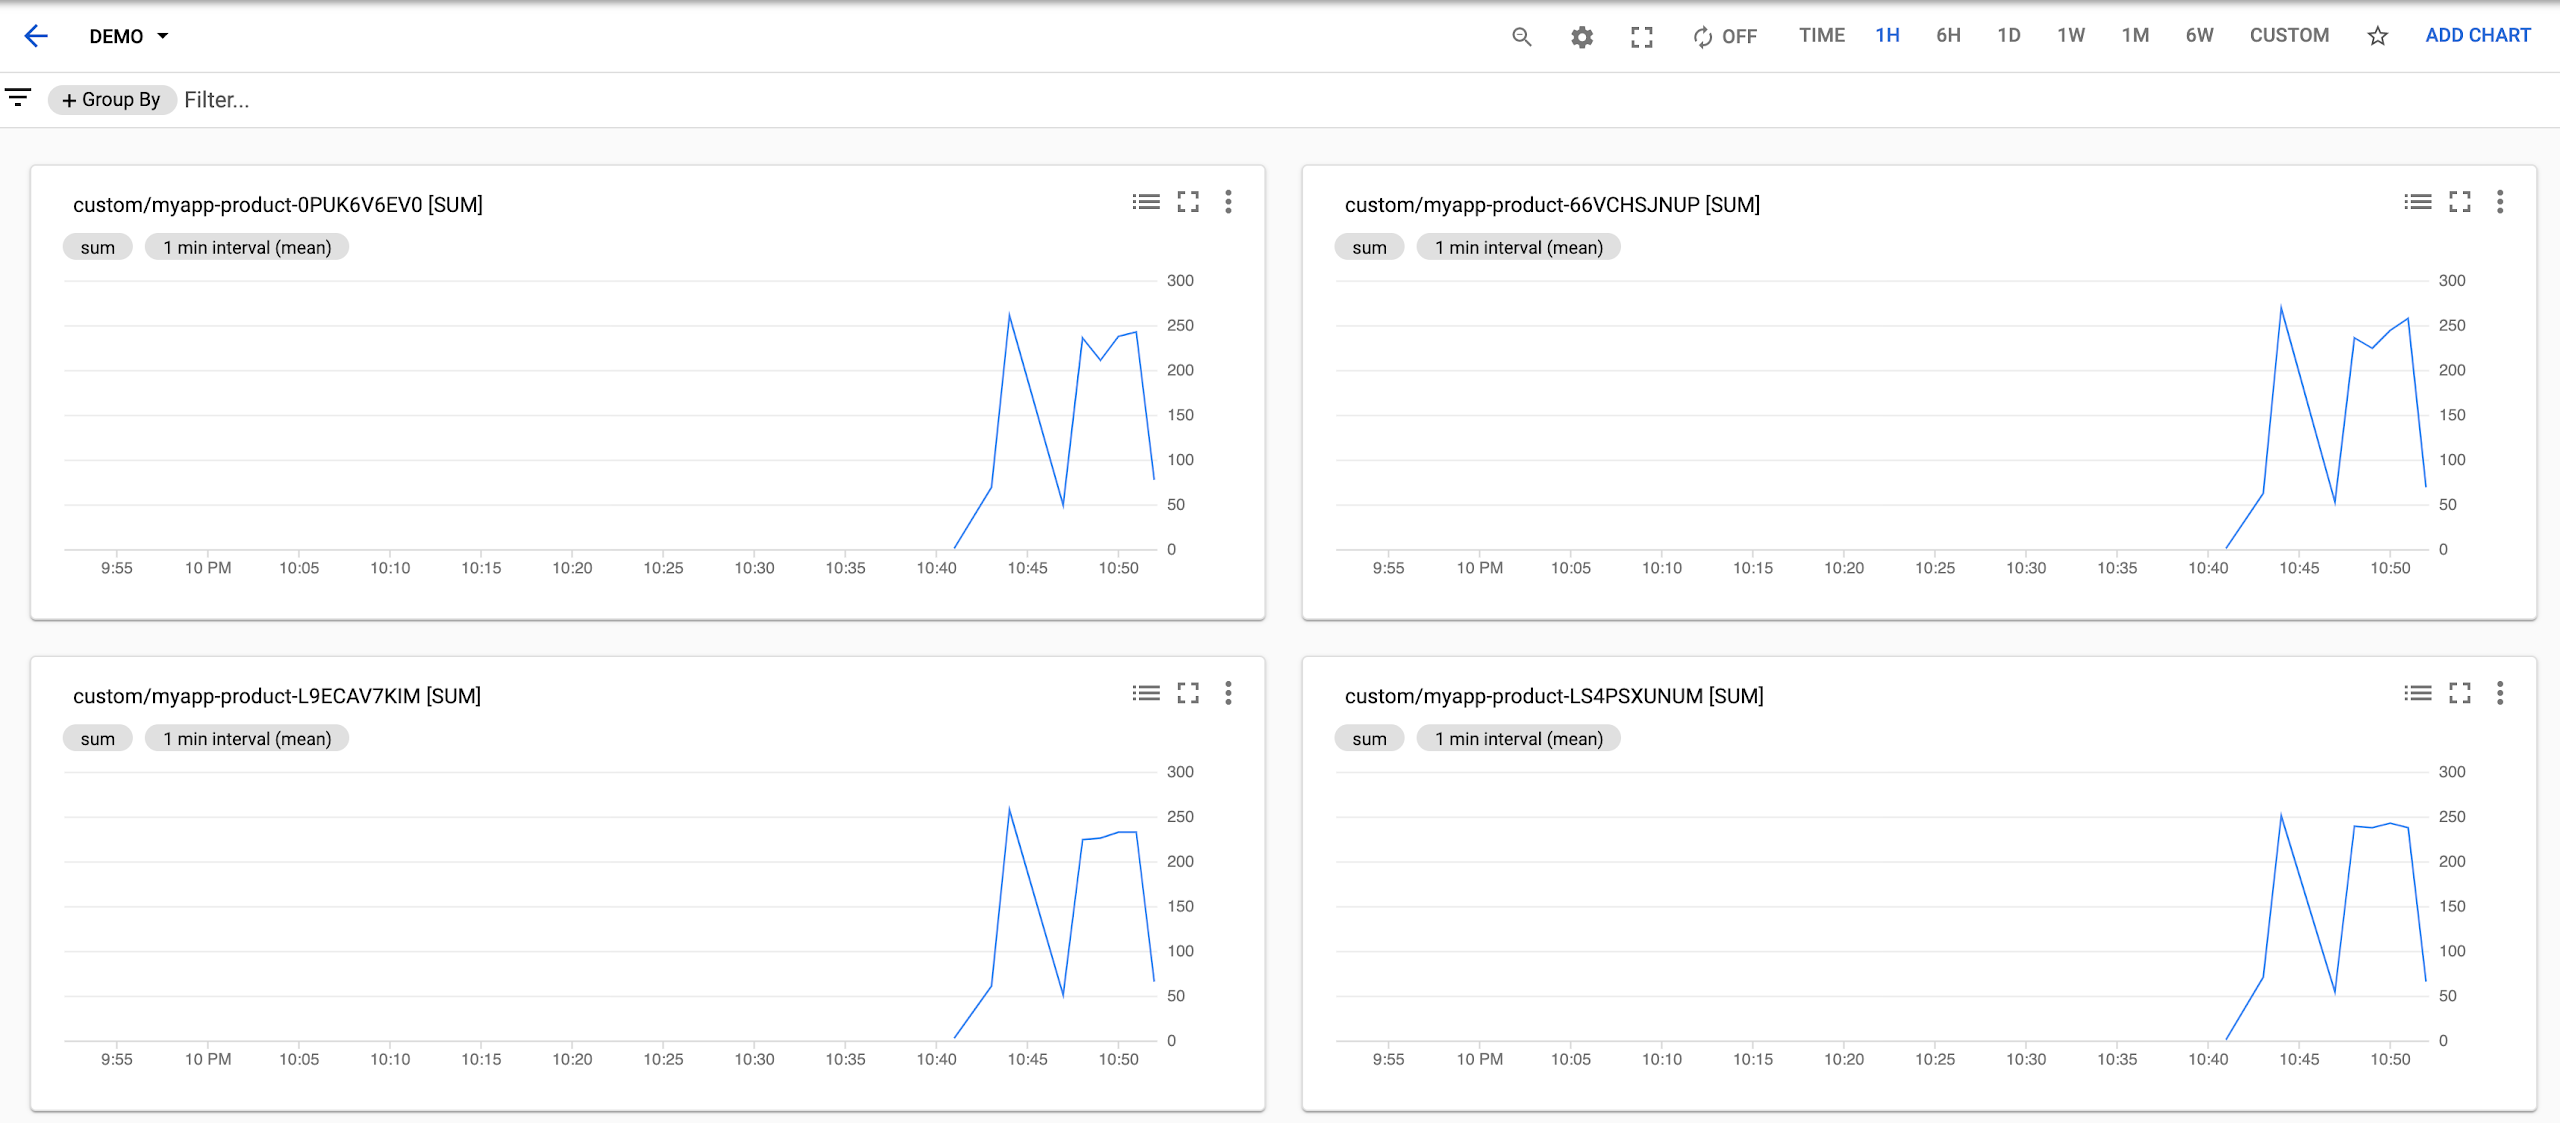 DEMO OFF TIME 1H 6H 1D 1W 1M 6W CUSTOM ADD CHART
+ Group By Filter...
custom/myapp-product-0PUK6V6EV0 [SUM]
sum 1 min interval (mean)
300
250
200
150
100
50
0
9:55 10 PM 10:05 10:10 10:15 10:20 10:25 10:30 10:35 10:40 10:45 10:50
custom/myapp-product-66VCHSJNUP [SUM]
sum 1 min interval (mean)
300
250
200
150
100
50
0
9:55 10 PM 10:05 10:10 10:15 10:20 10:25 10:30 10:35 10:40 10:45 10:50
custom/myapp-product-L9ECAV7KIM [SUM]
sum 1 min interval (mean)
300
250
200
150
100
50
0
9:55 10 PM 10:05 10:10 10:15 10:20 10:25 10:30 10:35 10:40 10:45 10:50
custom/myapp-product-LS4PSXUNUM [SUM]
sum 1 min interval (mean)
300
250
200
150
100
50
0
9:55 10 PM 10:05 10:10 10:15 10:20 10:25 10:30 10:35 10:40 10:45 10:50